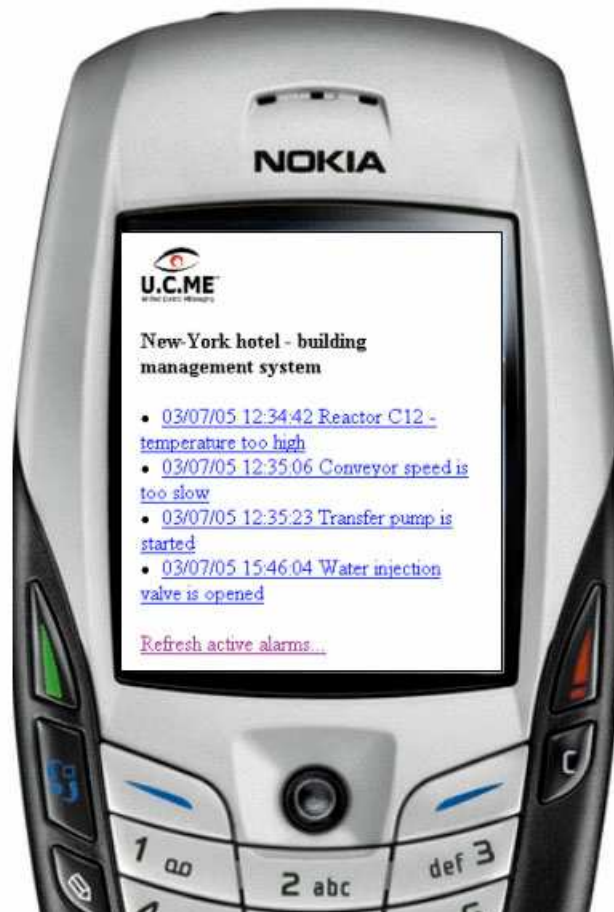 NOKIA
U.C.ME
New-York hotel - building
management system
• 03/07/05 12:34:42 Reactor C12 -
temperature too high
• 03/07/05 12:35:06 Conveyor speed is
too slow
• 03/07/05 12:35:23 Transfer pump is
started
• 03/07/05 15:46:04 Water injection
valve is opened
Refresh active alarms...
C
1
2 abc
def 3